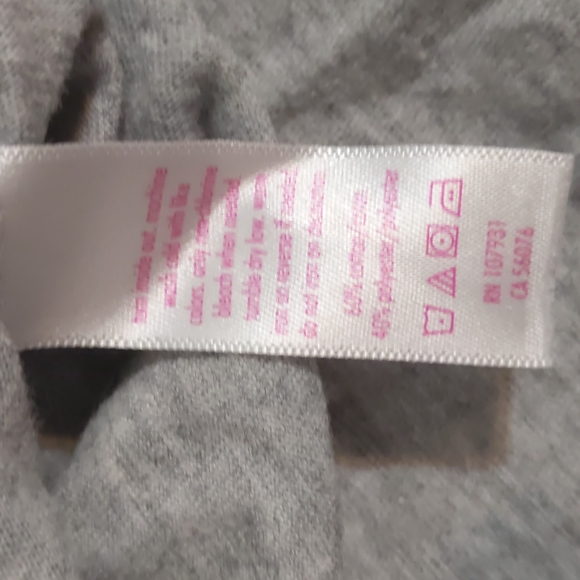 turn inside out, machine
wash cold with like
colors. only non-chlorine
bleach when needed
tumble dry low. warm
iron on reverse if needed
do not iron on decoration
60% cotton/coton
40% polyester/polyester
RN 107931
CA 56076